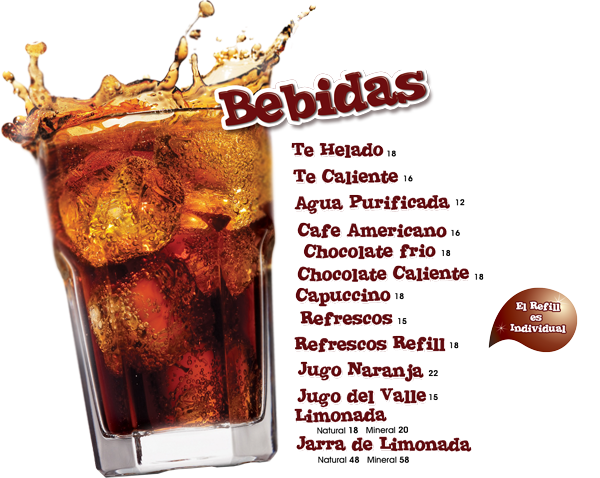 Bebidas
Te Helado 18
Te Caliente 16
Agua Purificada 12
Cafe Americano 16
Chocolate frio 18
Chocolate Caliente 18
Capuccino 18
Refrescos 15
El Refill
es
Individual
Refrescos Refill 18
Jugo Naranja 22
Jugo del Valle 15
Limonada
Natural 18 Mineral 20
Jarra de Limonada
Natural 48 Mineral 58